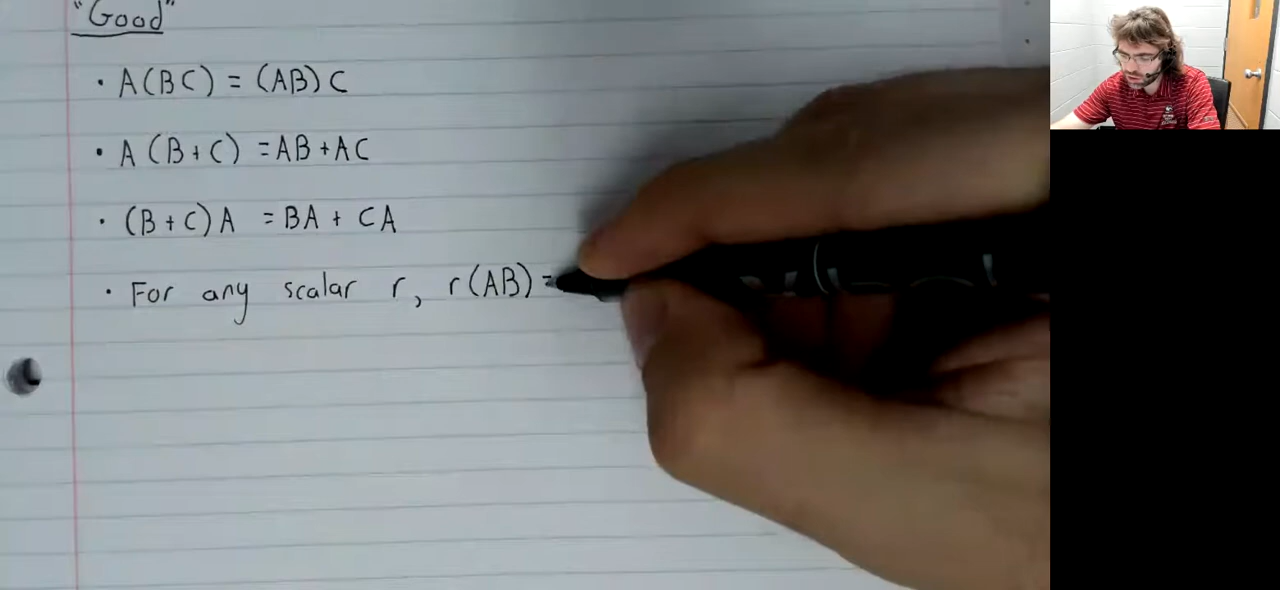 "Good"
· A(BC) = (AB)C
· A(B+C) = AB+AC
· (B+C)A = BA + CA
· For any scalar r, r(AB) =